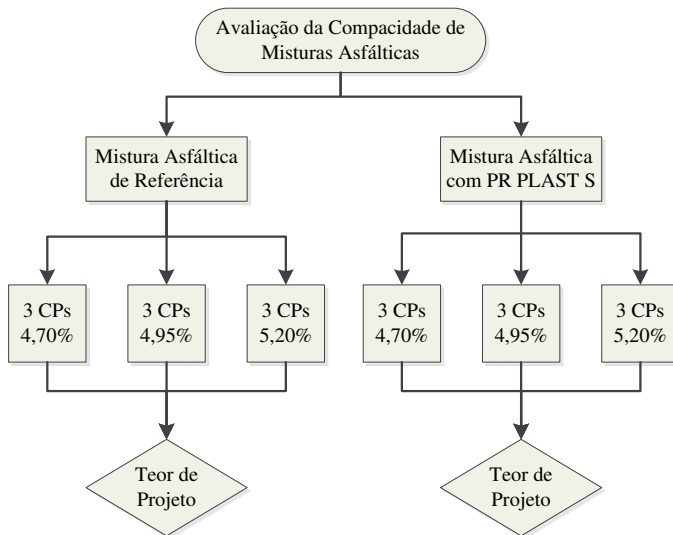 Avaliação da Compacidade de
Misturas Asfálticas
Mistura Asfáltica
de Referência
Mistura Asfáltica
com PR PLAST S
3 CPs
4,70%
3 CPs
4,95%
3 CPs
5,20%
3 CPs
4,70%
3 CPs
4,95%
3 CPs
5,20%
Teor de
Projeto
Teor de
Projeto